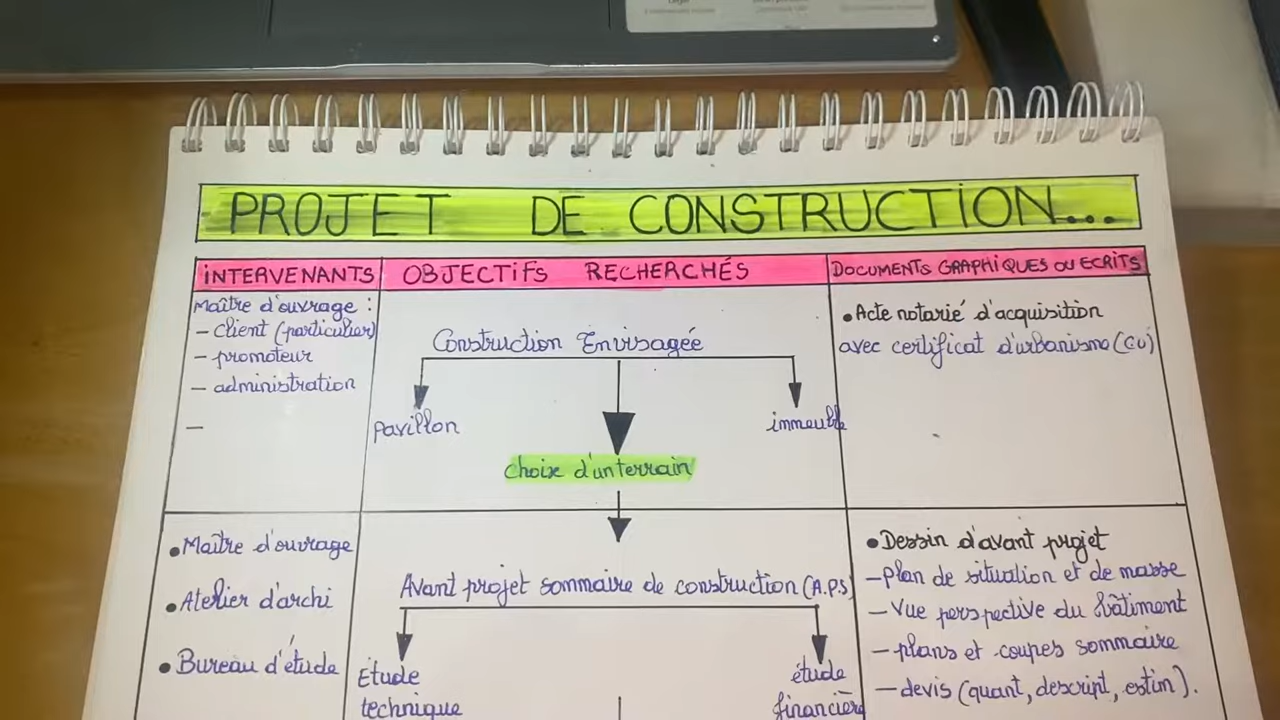 PROJET DE CONSTRUCTION...
INTERVENANTS
OBJECTIFS RECHERCHÉS
DOCUMENTS GRAPHIQUES OU ECRITS
Maître d'ouvrage :
- client (particulier)
- promoteur
- administration
-
Construction Envisagée
pavillon
immeuble
choix d'un terrain
• Acte notarié d'acquisition
avec certificat d'urbanisme (CU)
• Maître d'ouvrage
• Atelier d'archi
• Bureau d'étude
Avant projet sommaire de construction (A.P.S)
Etude
technique
étude
financière
• Dessin d'avant projet
- plan de situation et de masse
- Vue perspective du bâtiment
- plans et coupes sommaire
- devis (quant, descript, estim).